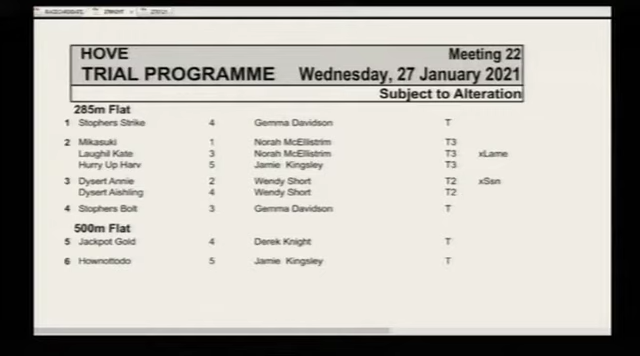 HOVE Meeting 22
TRIAL PROGRAMME Wednesday, 27 January 2021
Subject to Alteration
285m Flat
1 Stophers Strike 4 Gemma Davidson T
2 Mikasuki 1 Norah McEllistrim T3
Laughil Kate 3 Norah McEllistrim T3 xLame
Hurry Up Harv 5 Jamie Kingsley T3
3 Dysert Annie 2 Wendy Short T2 xSsn
Dysert Aishling 4 Wendy Short T2
4 Stophers Bolt 3 Gemma Davidson T
500m Flat
5 Jackpot Gold 4 Derek Knight T
6 Hownottodo 5 Jamie Kingsley T